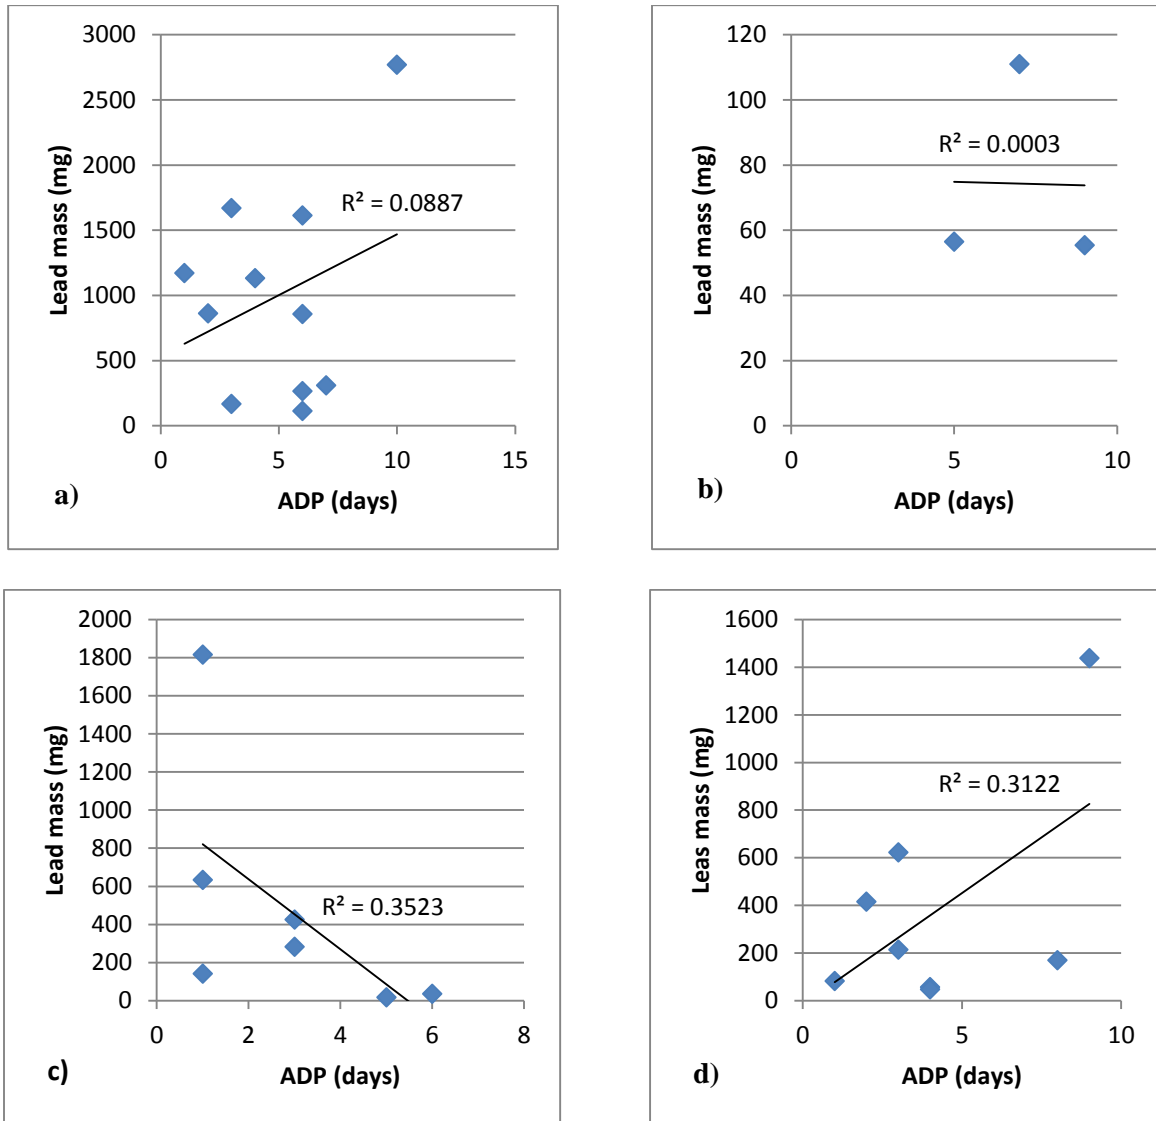 3000
2500
2000
1500
1000
500
0
Lead mass (mg)
R² = 0.0887
0 5 10 15
ADP (days)
a)
120
100
80
60
40
20
0
Lead mass (mg)
R² = 0.0003
0 5 10
ADP (days)
b)
2000
1800
1600
1400
1200
1000
800
600
400
200
0
Lead mass (mg)
R² = 0.3523
0 2 4 6 8
ADP (days)
c)
1600
1400
1200
1000
800
600
400
200
0
Leas mass (mg)
R² = 0.3122
0 5 10
ADP (days)
d)